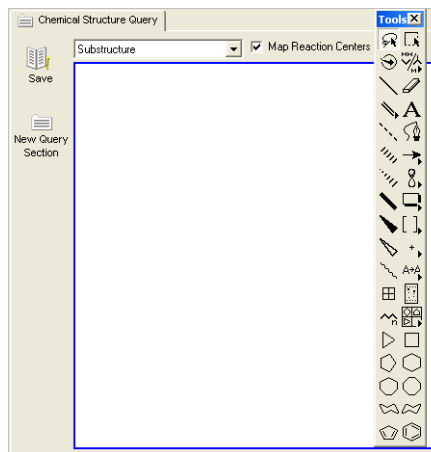 Chemical Structure Query
Tools
Substructure
Map Reaction Centers
Save
New Query
Section
A